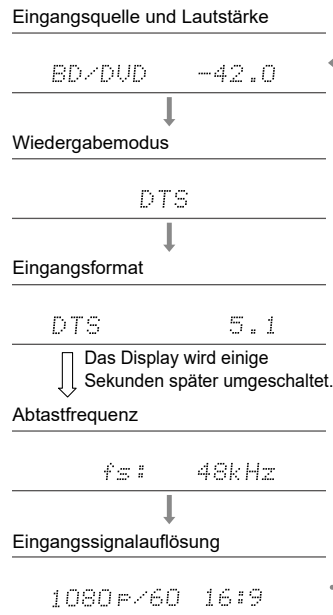 Eingangsquelle und Lautstärke
BD/DVD -42.0
Wiedergabemodus
DTS
Eingangsformat
DTS 5.1
Das Display wird einige
Sekunden später umgeschaltet.
Abtastfrequenz
fs: 48kHz
Eingangssignalauflösung
1080p/60 16:9